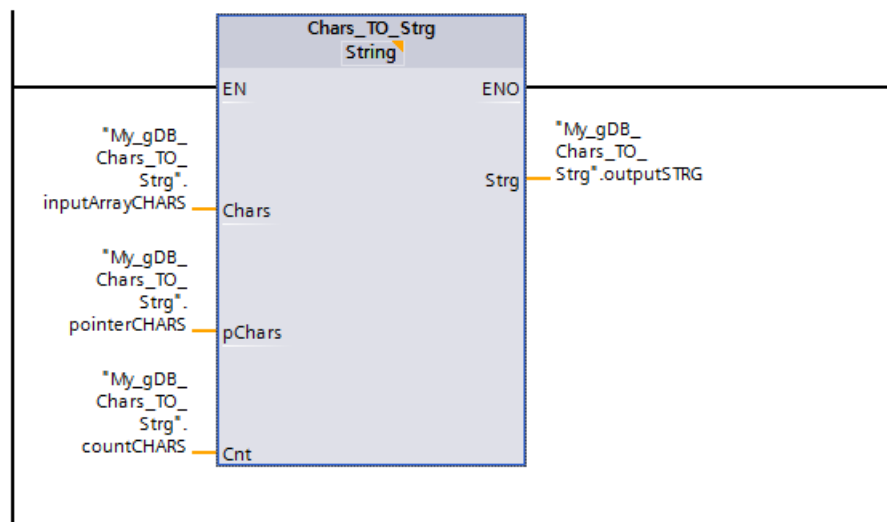 Chars_TO_Strg
String
EN
ENO
"My_gDB_
Chars_TO_
Strg".
inputArrayCHARS
Chars
"My_gDB_
Chars_TO_
Strg".outputSTRG
Strg
"My_gDB_
Chars_TO_
Strg".
pointerCHARS
pChars
"My_gDB_
Chars_TO_
Strg".
countCHARS
Cnt